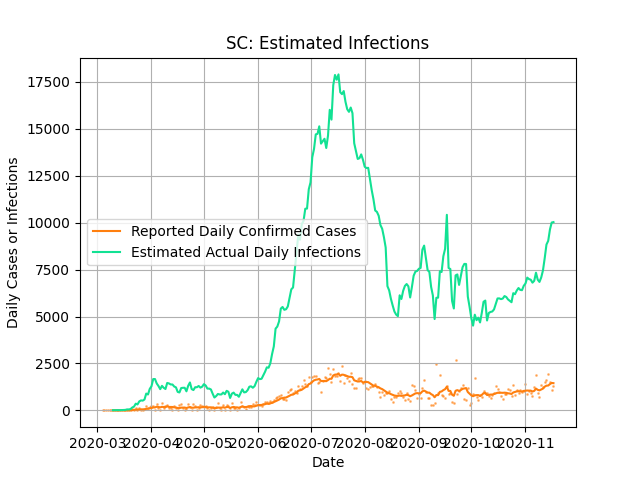 SC: Estimated Infections
17500
15000
12500
10000
7500
5000
2500
0
Daily Cases or Infections
Reported Daily Confirmed Cases
Estimated Actual Daily Infections
2020-03 2020-04 2020-05 2020-06 2020-07 2020-08 2020-09 2020-10 2020-11
Date